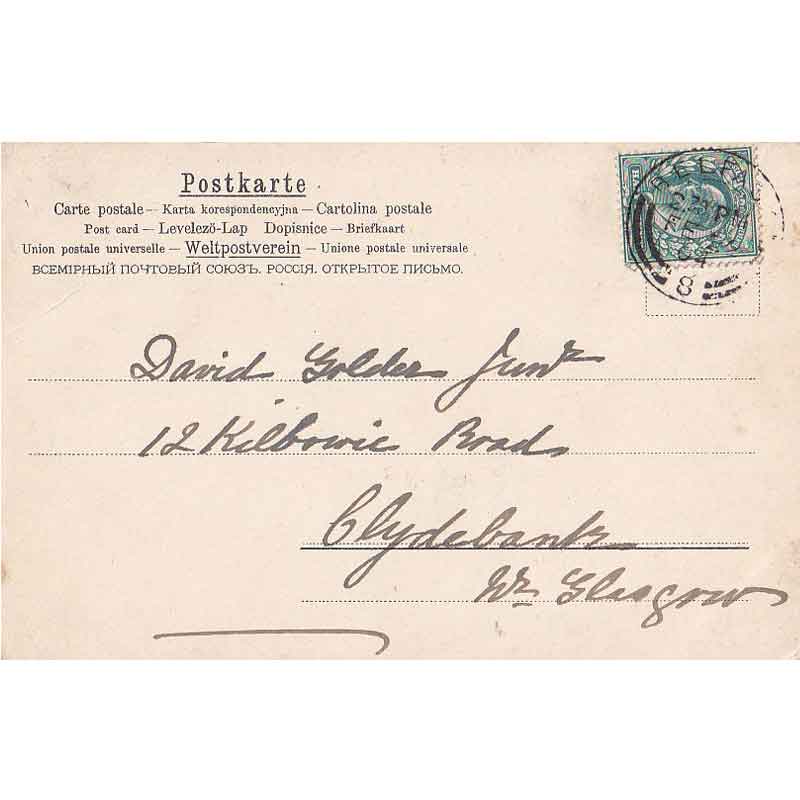 Postkarte
Carte postale – Karta korespondencyjna – Cartolina postale
Post card – Levelező-Lap Dopisnice – Briefkaart
Union postale universelle – Weltpostverein – Unione postale universale
ВСЕМІРНЫЙ ПОЧТОВЫЙ СОЮЗЪ. РОССІЯ. ОТКРЫТОЕ ПИСЬМО.
David Golder Junr
12 Kilbowie Road
Clydebank
Nr Glasgow
8